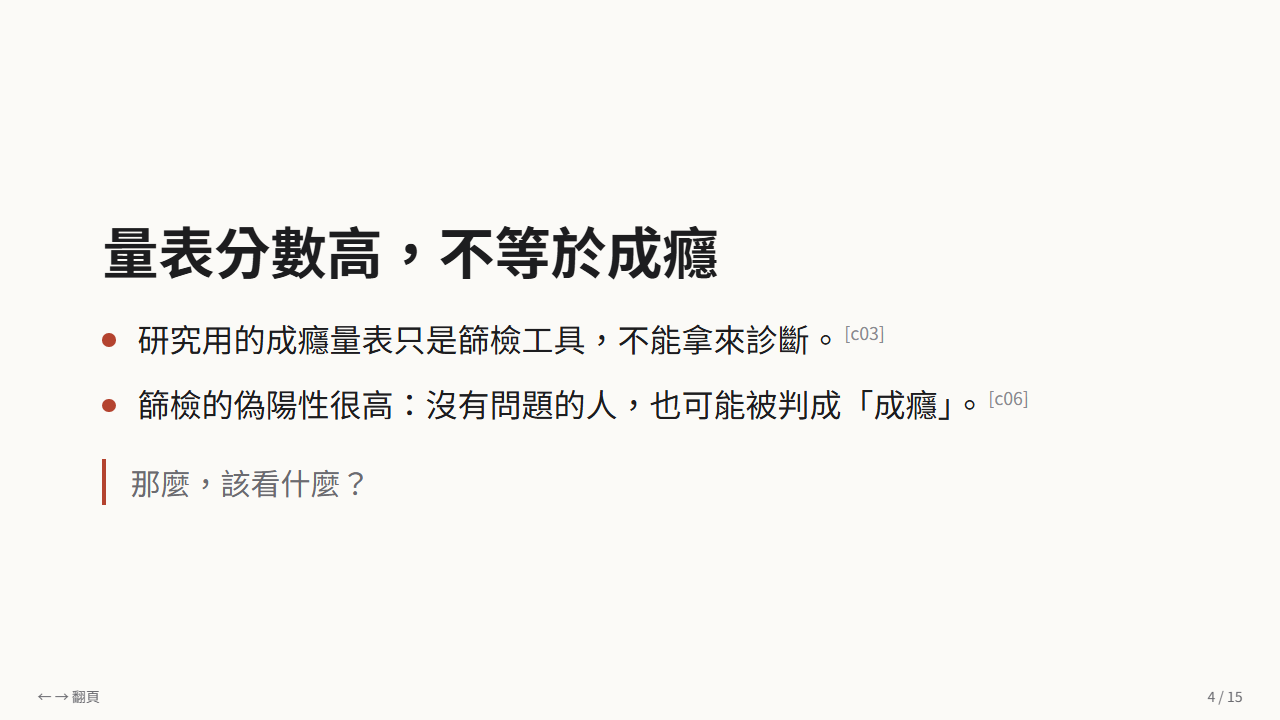 量表分數高，不等於成癮
研究用的成癮量表只是篩檢工具，不能拿來診斷。[c03]
篩檢的偽陽性很高：沒有問題的人，也可能被判成「成癮」。[c06]
那麼，該看什麼？
← → 翻頁
4 / 15